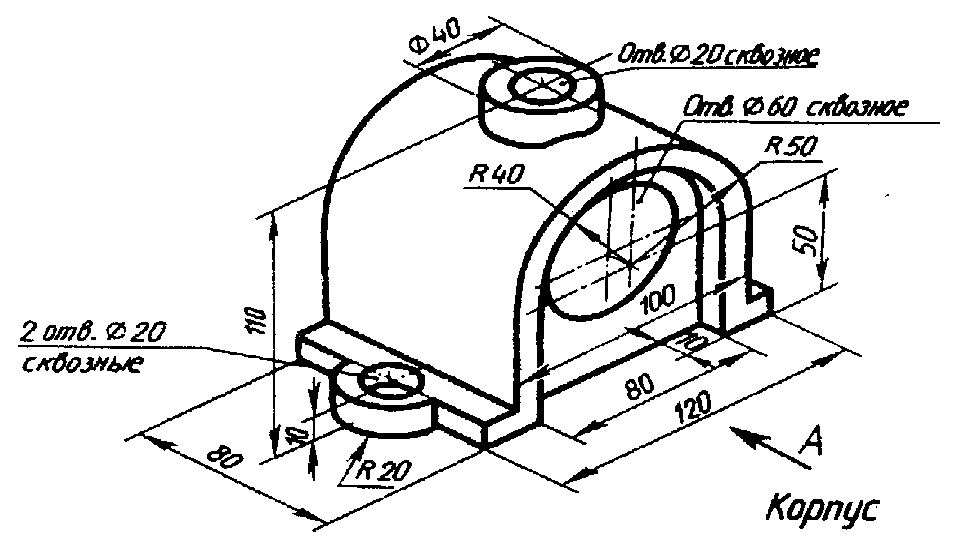 Ф40
Отв. Ф20 сквозное
Отв. Ф60 сквозное
R50
R40
50
100
110
2 отв. Ф20
сквозные
10
10
80
120
80
R20
А
Корпус